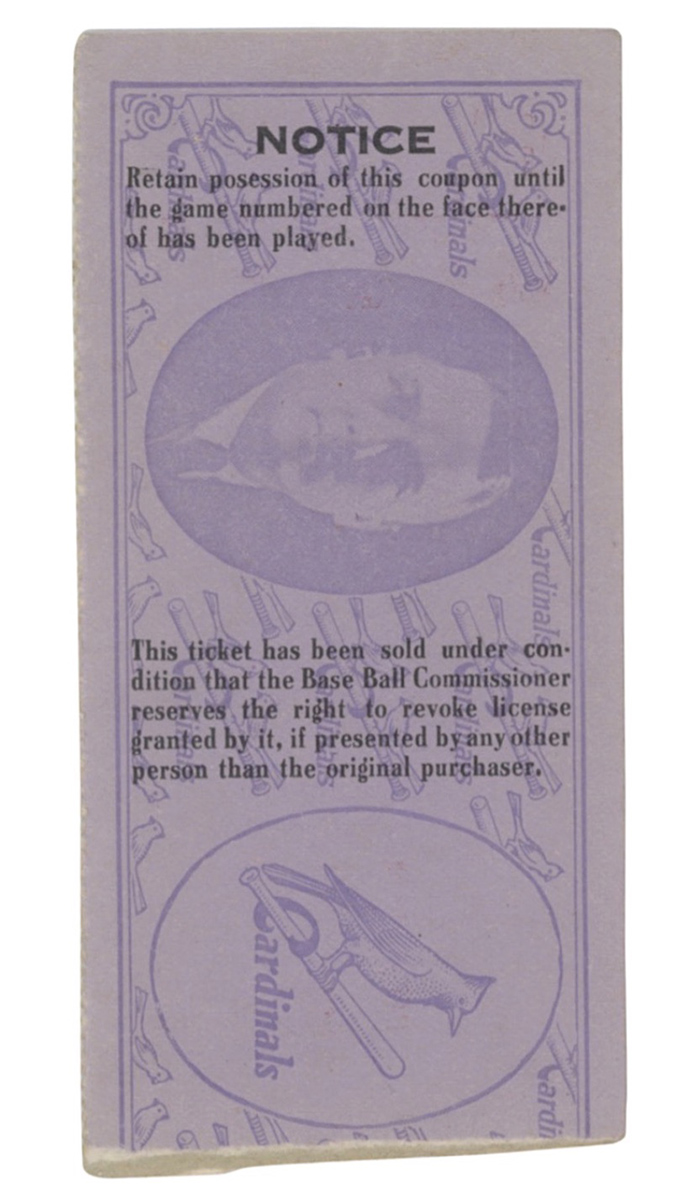 NOTICE
Retain posession of this coupon until
the game numbered on the face there-
of has been played.
This ticket has been sold under con-
dition that the Base Ball Commissioner
reserves the right to revoke license
granted by it, if presented by any other
person than the original purchaser.
Cardinals